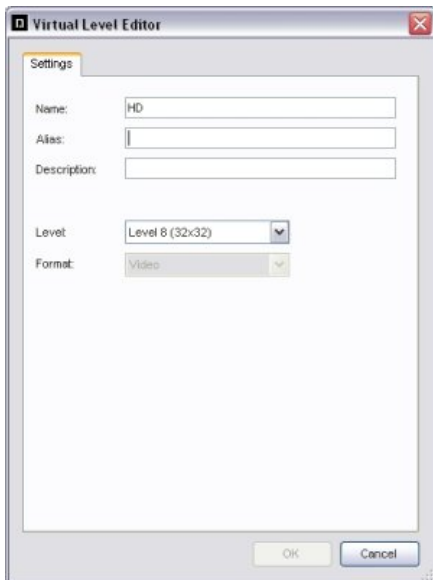 Virtual Level Editor
Settings
Name: HD
Alias:
Description:
Level: Level 8 (32x32)
Format: Video
OK Cancel